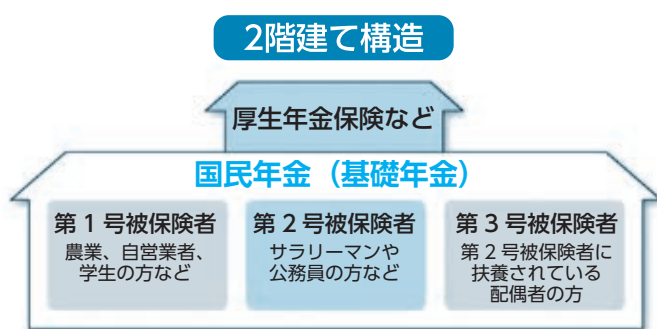 2階建て構造
厚生年金保険など
国民年金（基礎年金）
第1号被保険者
農業、自営業者、
学生の方など
第2号被保険者
サラリーマンや
公務員の方など
第3号被保険者
第2号被保険者に
扶養されている
配偶者の方